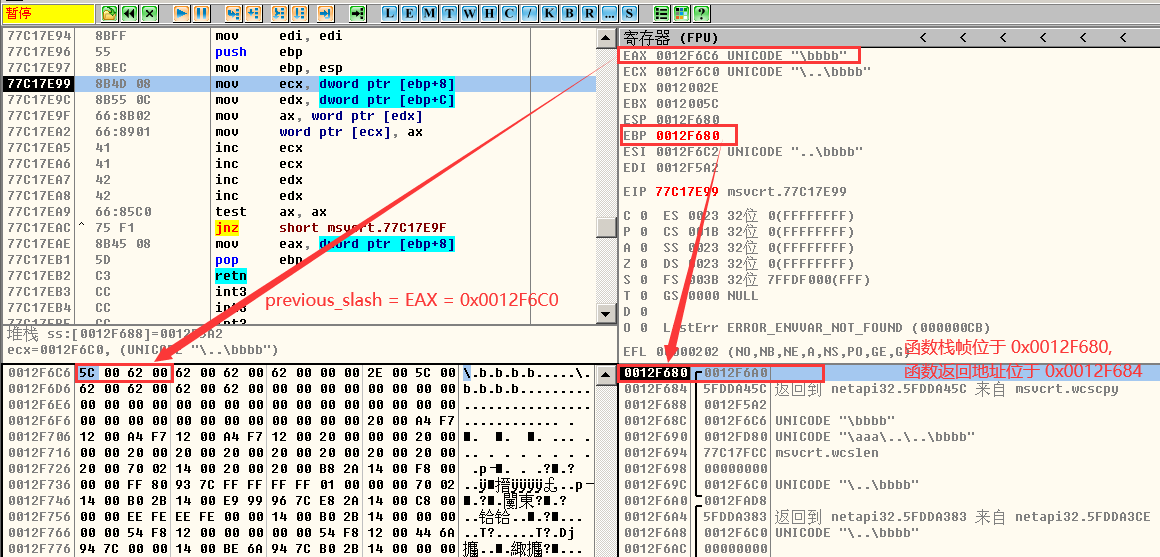 暂停
L E M T W H C / K B R ... S ?
77C17E94 8BFF mov edi, edi
77C17E96 55 push ebp
77C17E97 8BEC mov ebp, esp
77C17E99 8B4D 08 mov ecx, dword ptr [ebp+8]
77C17E9C 8B55 0C mov edx, dword ptr [ebp+C]
77C17E9F 66:8B02 mov ax, word ptr [edx]
77C17EA2 66:8901 mov word ptr [ecx], ax
77C17EA5 41 inc ecx
77C17EA6 41 inc ecx
77C17EA7 42 inc edx
77C17EA8 42 inc edx
77C17EA9 66:85C0 test ax, ax
77C17EAC ^ 75 F1 jnz short msvcrt.77C17E9F
77C17EAE 8B45 08 mov eax, dword ptr [ebp+8]
77C17EB1 5D pop ebp
77C17EB2 C3 retn
77C17EB3 CC int3
77C17EB4 CC int3
previous_slash = EAX = 0x0012F6C0
堆栈 ss:[0012F688]=0012F5A2
ecx=0012F6C0, (UNICODE "\..\bbbb")
寄存器 (FPU) < < < < < <
EAX 0012F6C6 UNICODE "\bbbb"
ECX 0012F6C0 UNICODE "\..\bbbb"
EDX 0012002E
EBX 0012005C
ESP 0012F680
EBP 0012F680
ESI 0012F6C2 UNICODE "..\bbbb"
EDI 0012F5A2
EIP 77C17E99 msvcrt.77C17E99
C 0 ES 0023 32位 0(FFFFFFFF)
P 0 CS 001B 32位 0(FFFFFFFF)
A 0 SS 0023 32位 0(FFFFFFFF)
Z 0 DS 0023 32位 0(FFFFFFFF)
S 0 FS 003B 32位 7FFDF000(FFF)
T 0 GS 0000 NULL
D 0
O 0 LastErr ERROR_ENVVAR_NOT_FOUND (000000CB)
EFL 00000202 (NO,NB,NE,A,NS,PO,GE,G)
函数栈帧位于 0x0012F680,
函数返回地址位于 0x0012F684
0012F6C6 5C 00 62 00 62 00 62 00 62 00 00 00 2E 00 5C 00 \.b.b.b.b.....\.
0012F6D6 62 00 62 00 62 00 62 00 00 00 00 00 00 00 00 00 b.b.b.b.........
0012F6E6 00 00 00 00 00 00 00 00 00 00 00 00 00 00 00 00 ................
0012F6F6 00 00 00 00 00 00 00 00 00 00 00 00 20 00 A4 F7
0012F706 12 00 A4 F7 12 00 A4 F7 12 00 20 00 00 00 20 00
0012F716 00 00 20 00 00 00 20 00 00 00 20 00 00 00 20 00
0012F726 20 00 70 02 14 00 20 00 20 00 B8 2A 14 00 F8 00
0012F736 00 00 FF 80 93 7C FF FF FF FF 01 00 00 00 70 02
0012F746 14 00 B0 2B 14 00 E9 99 96 7C E8 2A 14 00 C8 00
0012F756 00 00 EE FE EE FE 00 00 14 00 B0 2B 14 00 00 00
0012F766 00 00 54 F8 12 00 00 00 00 00 54 F8 12 00 44 6A
0012F776 94 7C 00 00 14 00 BE 6A 94 7C B0 2B 14 00 00 00
0012F680 0012F6A0
0012F684 5FDDA45C 返回到 netapi32.5FDDA45C 来自 msvcrt.wcscpy
0012F688 0012F5A2
0012F68C 0012F6C6 UNICODE "\bbbb"
0012F690 0012FD80 UNICODE "\aaa\..\..\bbbb"
0012F694 77C17FCC msvcrt.wcslen
0012F698 00000000
0012F69C 0012F6C0 UNICODE "\..\bbbb"
0012F6A0 0012FAD8
0012F6A4 5FDDA383 返回到 netapi32.5FDDA383 来自 netapi32.5FDDA3CE
0012F6A8 0012F6C0 UNICODE "\..\bbbb"
0012F6AC 00000000